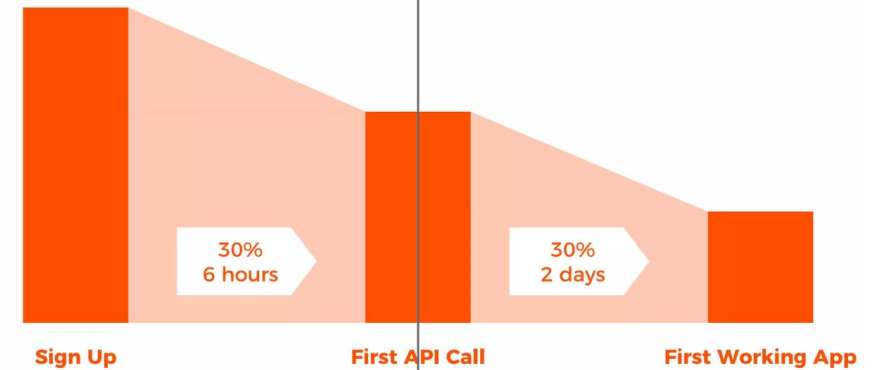 30%
6 hours
30%
2 days
Sign Up
First API Call
First Working App